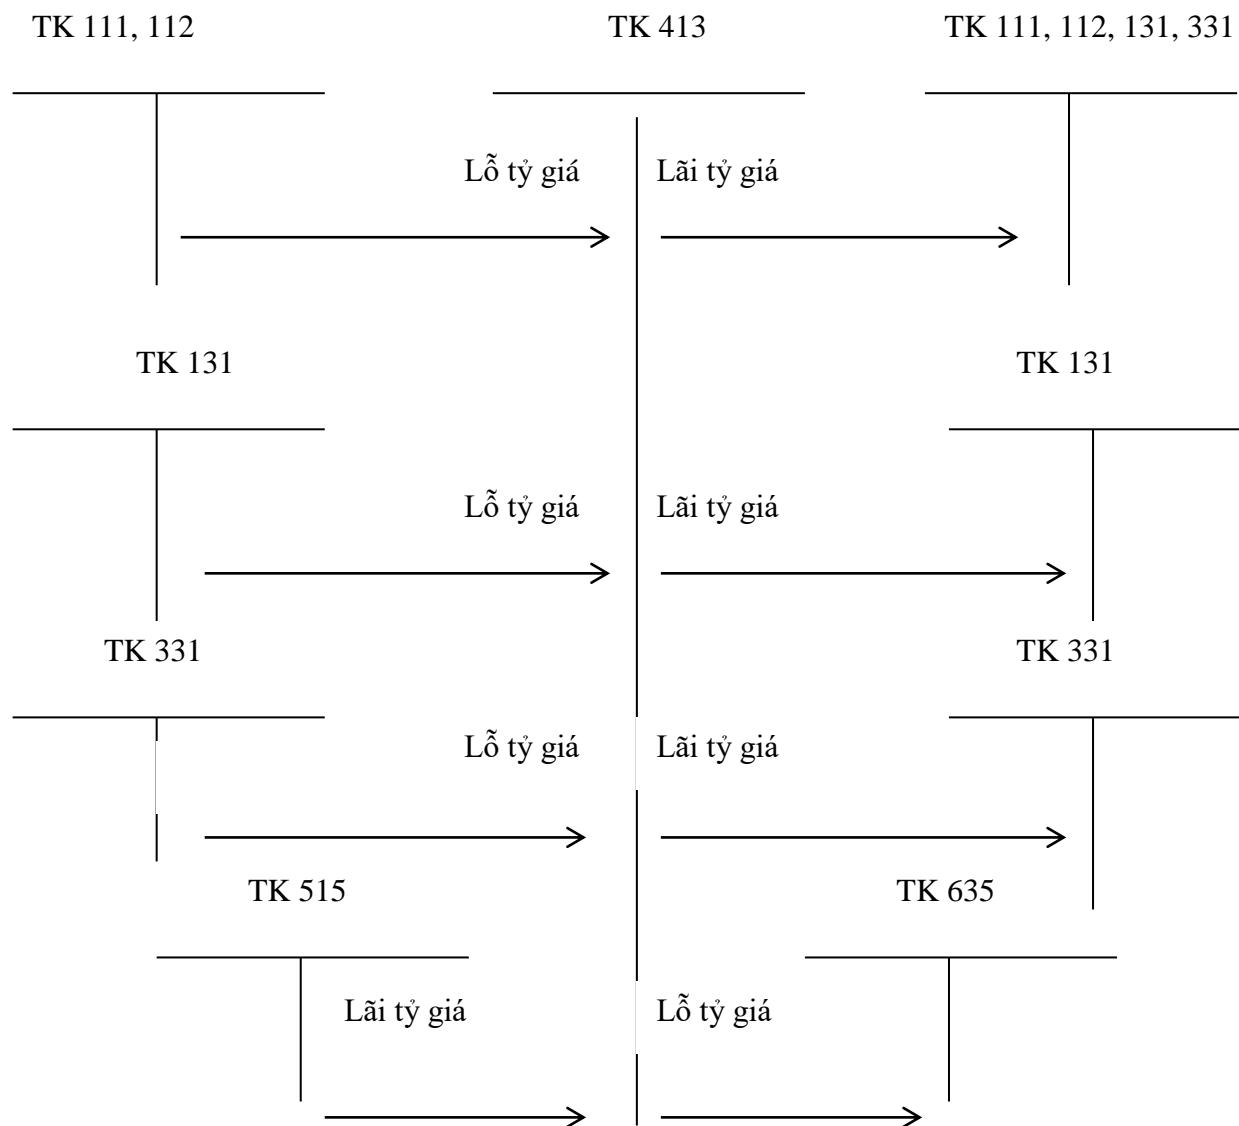 TK 111, 112 TK 413 TK 111, 112, 131, 331
Lỗ tỷ giá Lãi tỷ giá
TK 131 TK 131
Lỗ tỷ giá Lãi tỷ giá
TK 331 TK 331
Lỗ tỷ giá Lãi tỷ giá
TK 515 TK 635
Lãi tỷ giá Lỗ tỷ giá